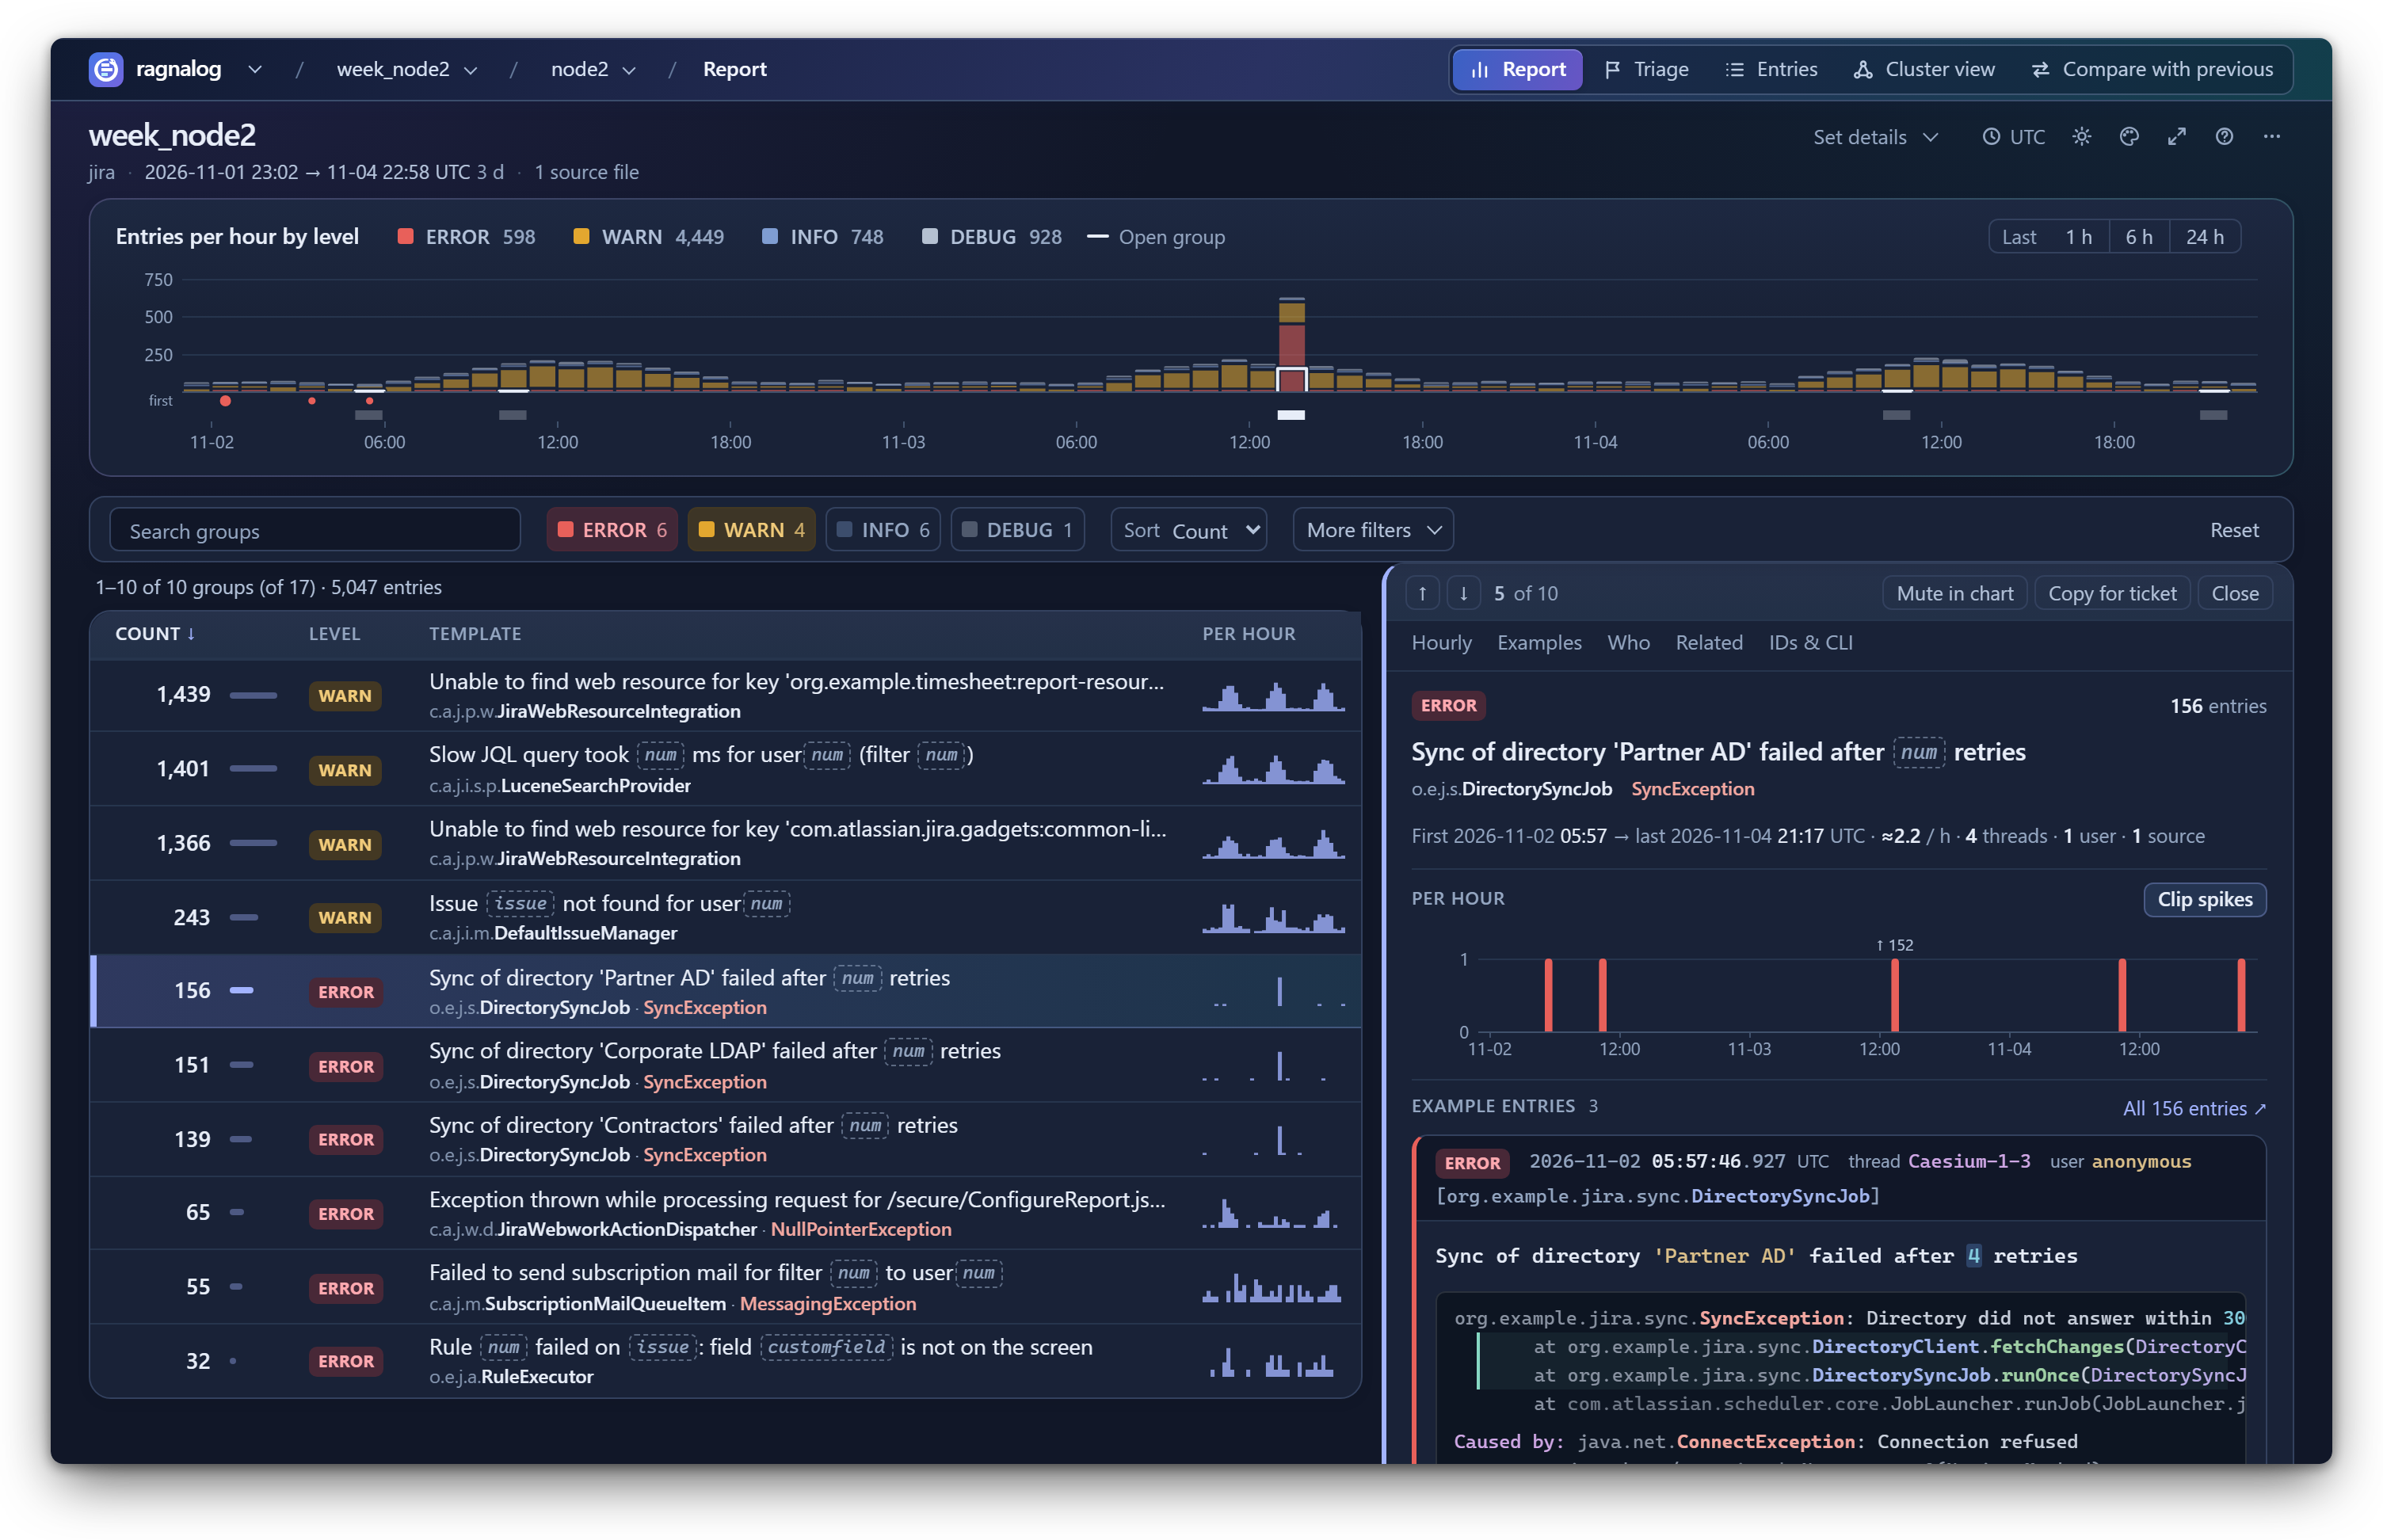 ragnalog / week_node2 / node2 / Report
Report Triage Entries Cluster view Compare with previous
week_node2
Set details UTC
jira · 2026-11-01 23:02 → 11-04 22:58 UTC 3 d · 1 source file
Entries per hour by level ERROR 598 WARN 4,449 INFO 748 DEBUG 928 Open group
Last 1 h 6 h 24 h
750
500
250
first
11-02 06:00 12:00 18:00 11-03 06:00 12:00 18:00 11-04 06:00 12:00 18:00
Search groups ERROR 6 WARN 4 INFO 6 DEBUG 1 Sort Count More filters Reset
1–10 of 10 groups (of 17) · 5,047 entries
COUNT ↓ LEVEL TEMPLATE PER HOUR
1,439 WARN Unable to find web resource for key 'org.example.timesheet:report-resour…
c.a.j.p.w.JiraWebResourceIntegration
1,401 WARN Slow JQL query took num ms for user num (filter num)
c.a.j.i.s.p.LuceneSearchProvider
1,366 WARN Unable to find web resource for key 'com.atlassian.jira.gadgets:common-li…
c.a.j.p.w.JiraWebResourceIntegration
243 WARN Issue issue not found for user num
c.a.j.i.m.DefaultIssueManager
156 ERROR Sync of directory 'Partner AD' failed after num retries
o.e.j.s.DirectorySyncJob · SyncException
151 ERROR Sync of directory 'Corporate LDAP' failed after num retries
o.e.j.s.DirectorySyncJob · SyncException
139 ERROR Sync of directory 'Contractors' failed after num retries
o.e.j.s.DirectorySyncJob · SyncException
65 ERROR Exception thrown while processing request for /secure/ConfigureReport.js…
c.a.j.w.d.JiraWebworkActionDispatcher · NullPointerException
55 ERROR Failed to send subscription mail for filter num to user num
c.a.j.m.SubscriptionMailQueueItem · MessagingException
32 ERROR Rule num failed on issue: field customfield is not on the screen
o.e.j.a.RuleExecutor
↑ ↓ 5 of 10 Mute in chart Copy for ticket Close
Hourly Examples Who Related IDs & CLI
ERROR 156 entries
Sync of directory 'Partner AD' failed after num retries
o.e.j.s.DirectorySyncJob SyncException
First 2026-11-02 05:57 → last 2026-11-04 21:17 UTC · ≈2.2 / h · 4 threads · 1 user · 1 source
PER HOUR Clip spikes
↑ 152
1
0
11-02 12:00 11-03 12:00 11-04 12:00
EXAMPLE ENTRIES 3 All 156 entries ↗
ERROR 2026-11-02 05:57:46.927 UTC thread Caesium-1-3 user anonymous
[org.example.jira.sync.DirectorySyncJob]
Sync of directory 'Partner AD' failed after 4 retries
org.example.jira.sync.SyncException: Directory did not answer within 30
at org.example.jira.sync.DirectoryClient.fetchChanges(DirectoryC
at org.example.jira.sync.DirectorySyncJob.runOnce(DirectorySyncJ
at com.atlassian.scheduler.core.JobLauncher.runJob(JobLauncher.j
Caused by: java.net.ConnectException: Connection refused